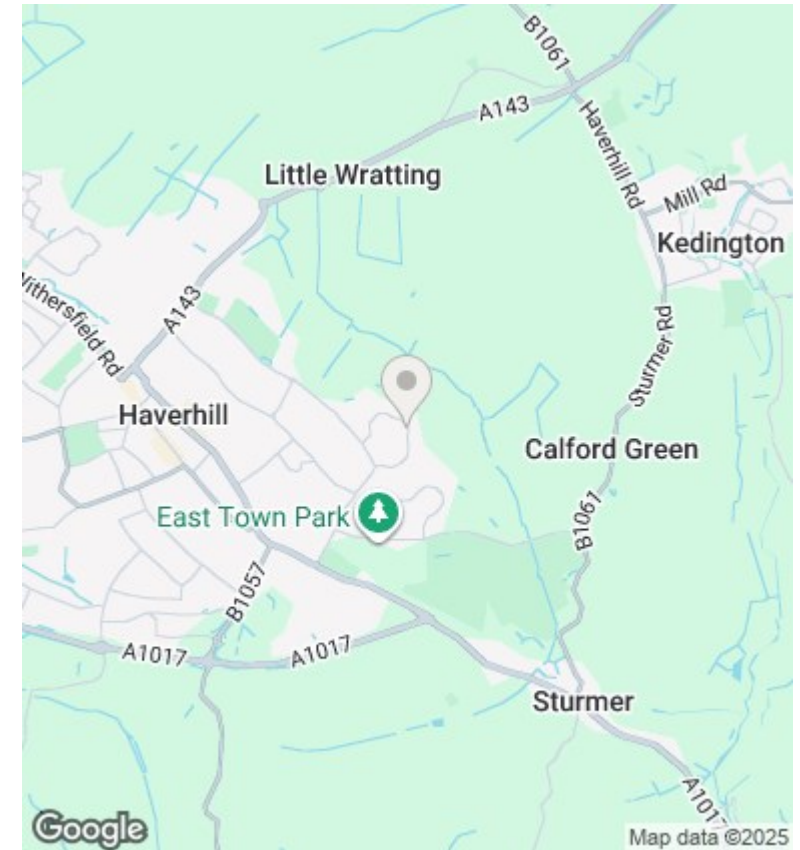 B1061
A143
Haverhill Rd
Little Wratting
Mill Rd
Kedington
A143
Withersfield Rd
Sturmer Rd
Haverhill
Calford Green
East Town Park
B1061
B1057
A1017
A1017
Sturmer
A1017
Google
Map data ©2025